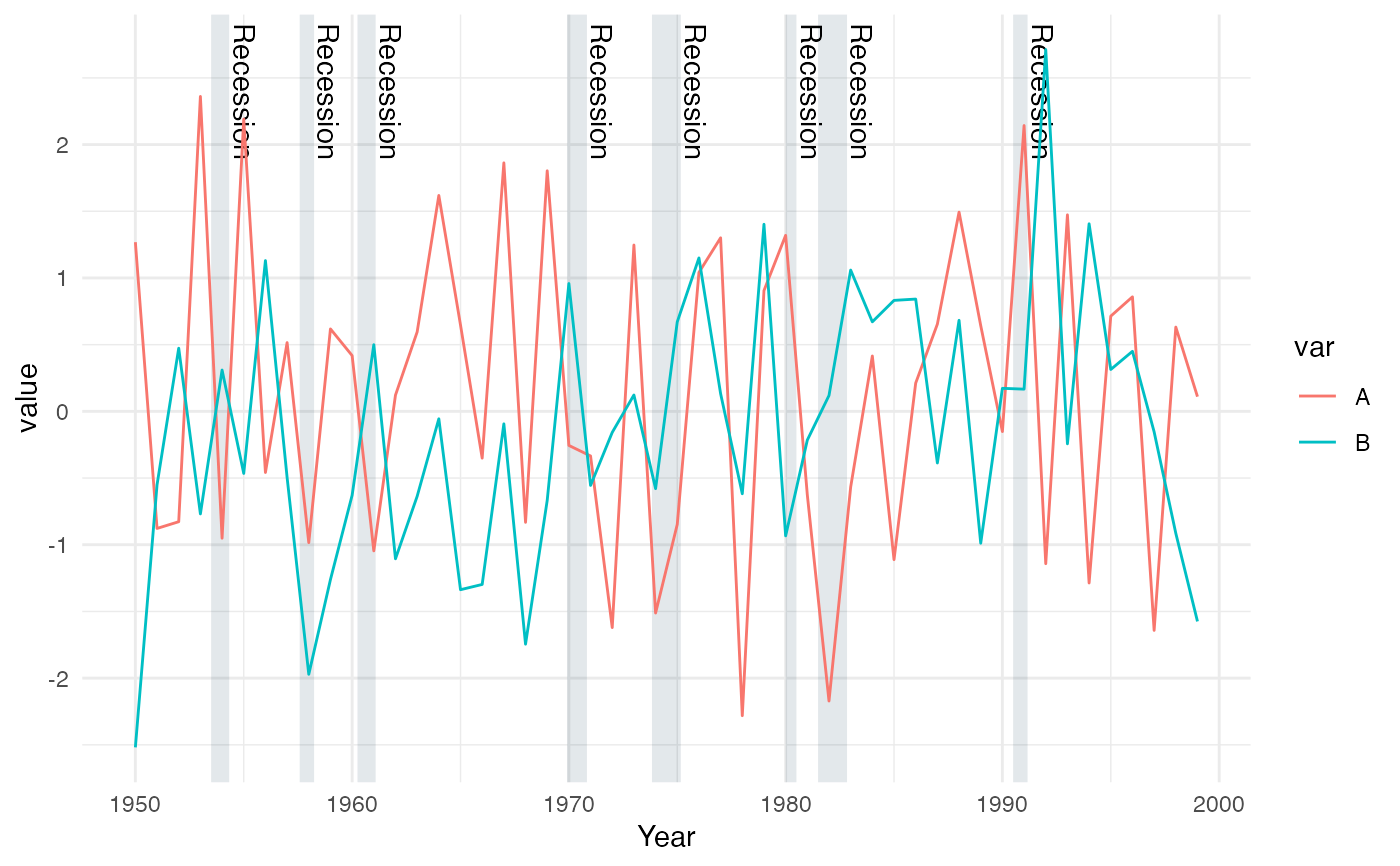 Recession
Recession
Recession
Recession
Recession
Recession
Recession
Recession
2
1
0
-1
-2
value
1950
1960
1970
1980
1990
2000
Year
var
A
B